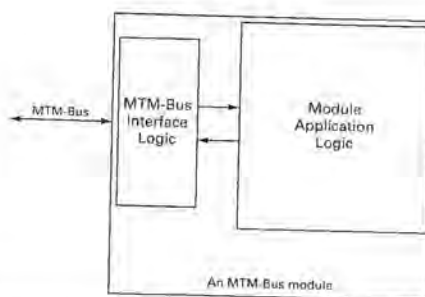 MTM-Bus
MTM-Bus
Interface
Logic
Module
Application
Logic
An MTM-Bus module